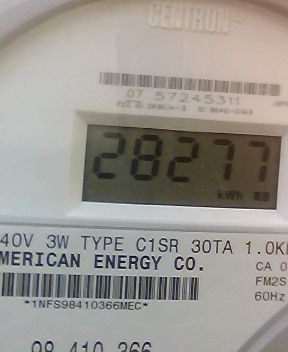 CENTRON
07 57245311
28277
kWh
40V 3W TYPE C1SR 30TA 1.0K
MERICAN ENERGY CO.
CA 0
FM2S
60Hz
*1NFS98410366MEC*
98 410 366